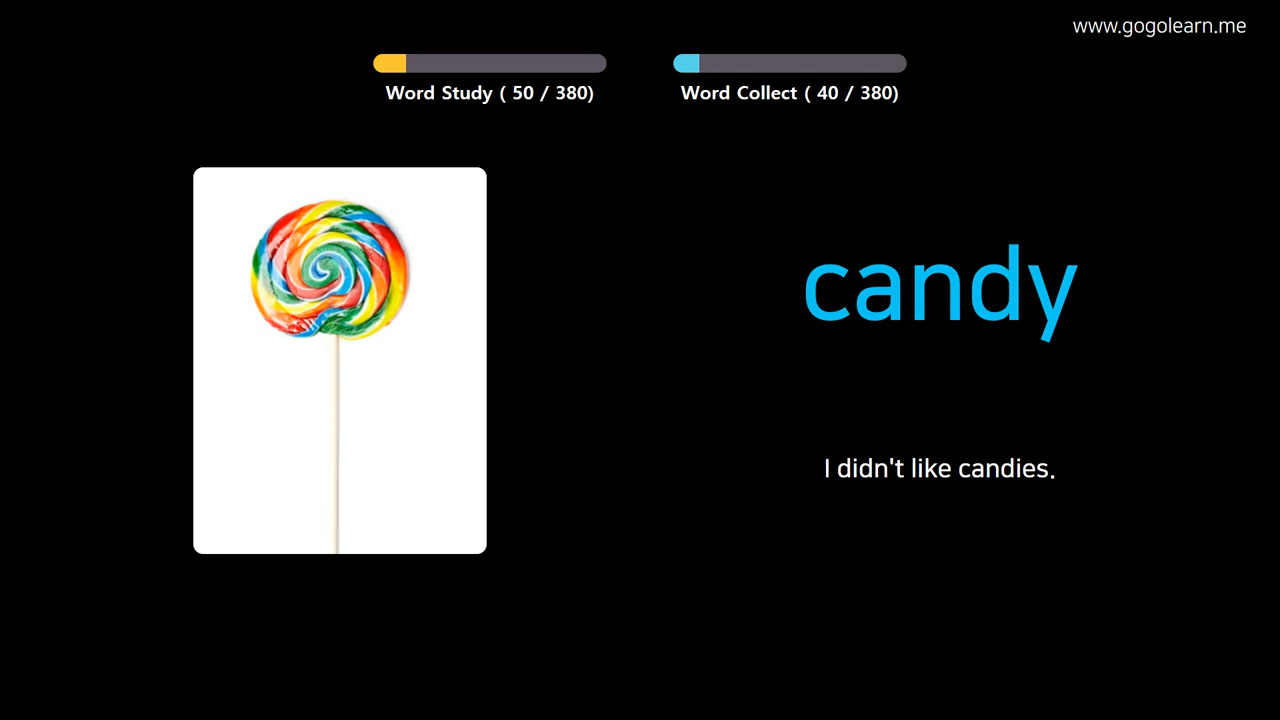 www.gogolearn.me
Word Study ( 50 / 380)
Word Collect ( 40 / 380)
candy
I didn't like candies.